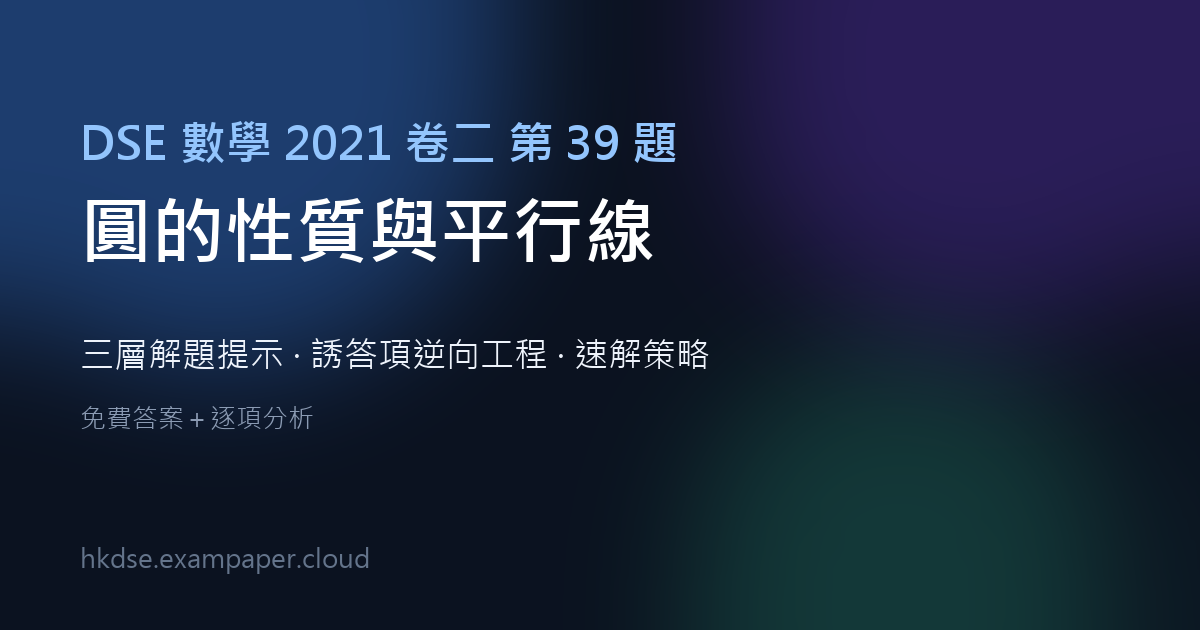 DSE 數學 2021 卷二 第 39 題
圓的性質與平行線
三層解題提示 · 誘答項逆向工程 · 速解策略
免費答案 + 逐項分析
hkdse.exampaper.cloud